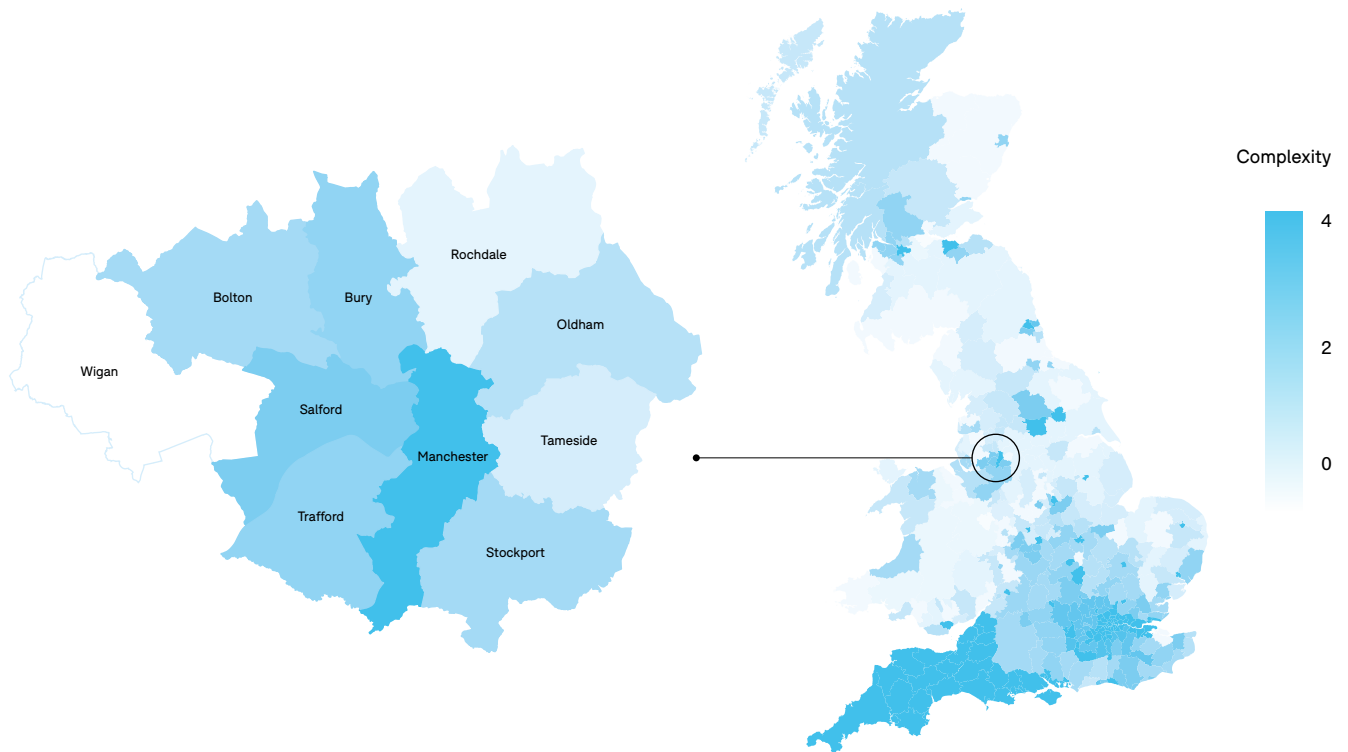 Rochdale
Bolton
Bury
Oldham
Wigan
Salford
Tameside
Manchester
Trafford
Stockport
Complexity
4
2
0